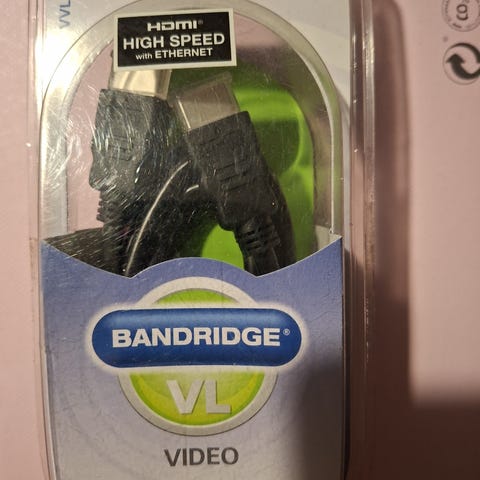 HDMI®
HIGH SPEED
with ETHERNET
BANDRIDGE®
VL
VIDEO